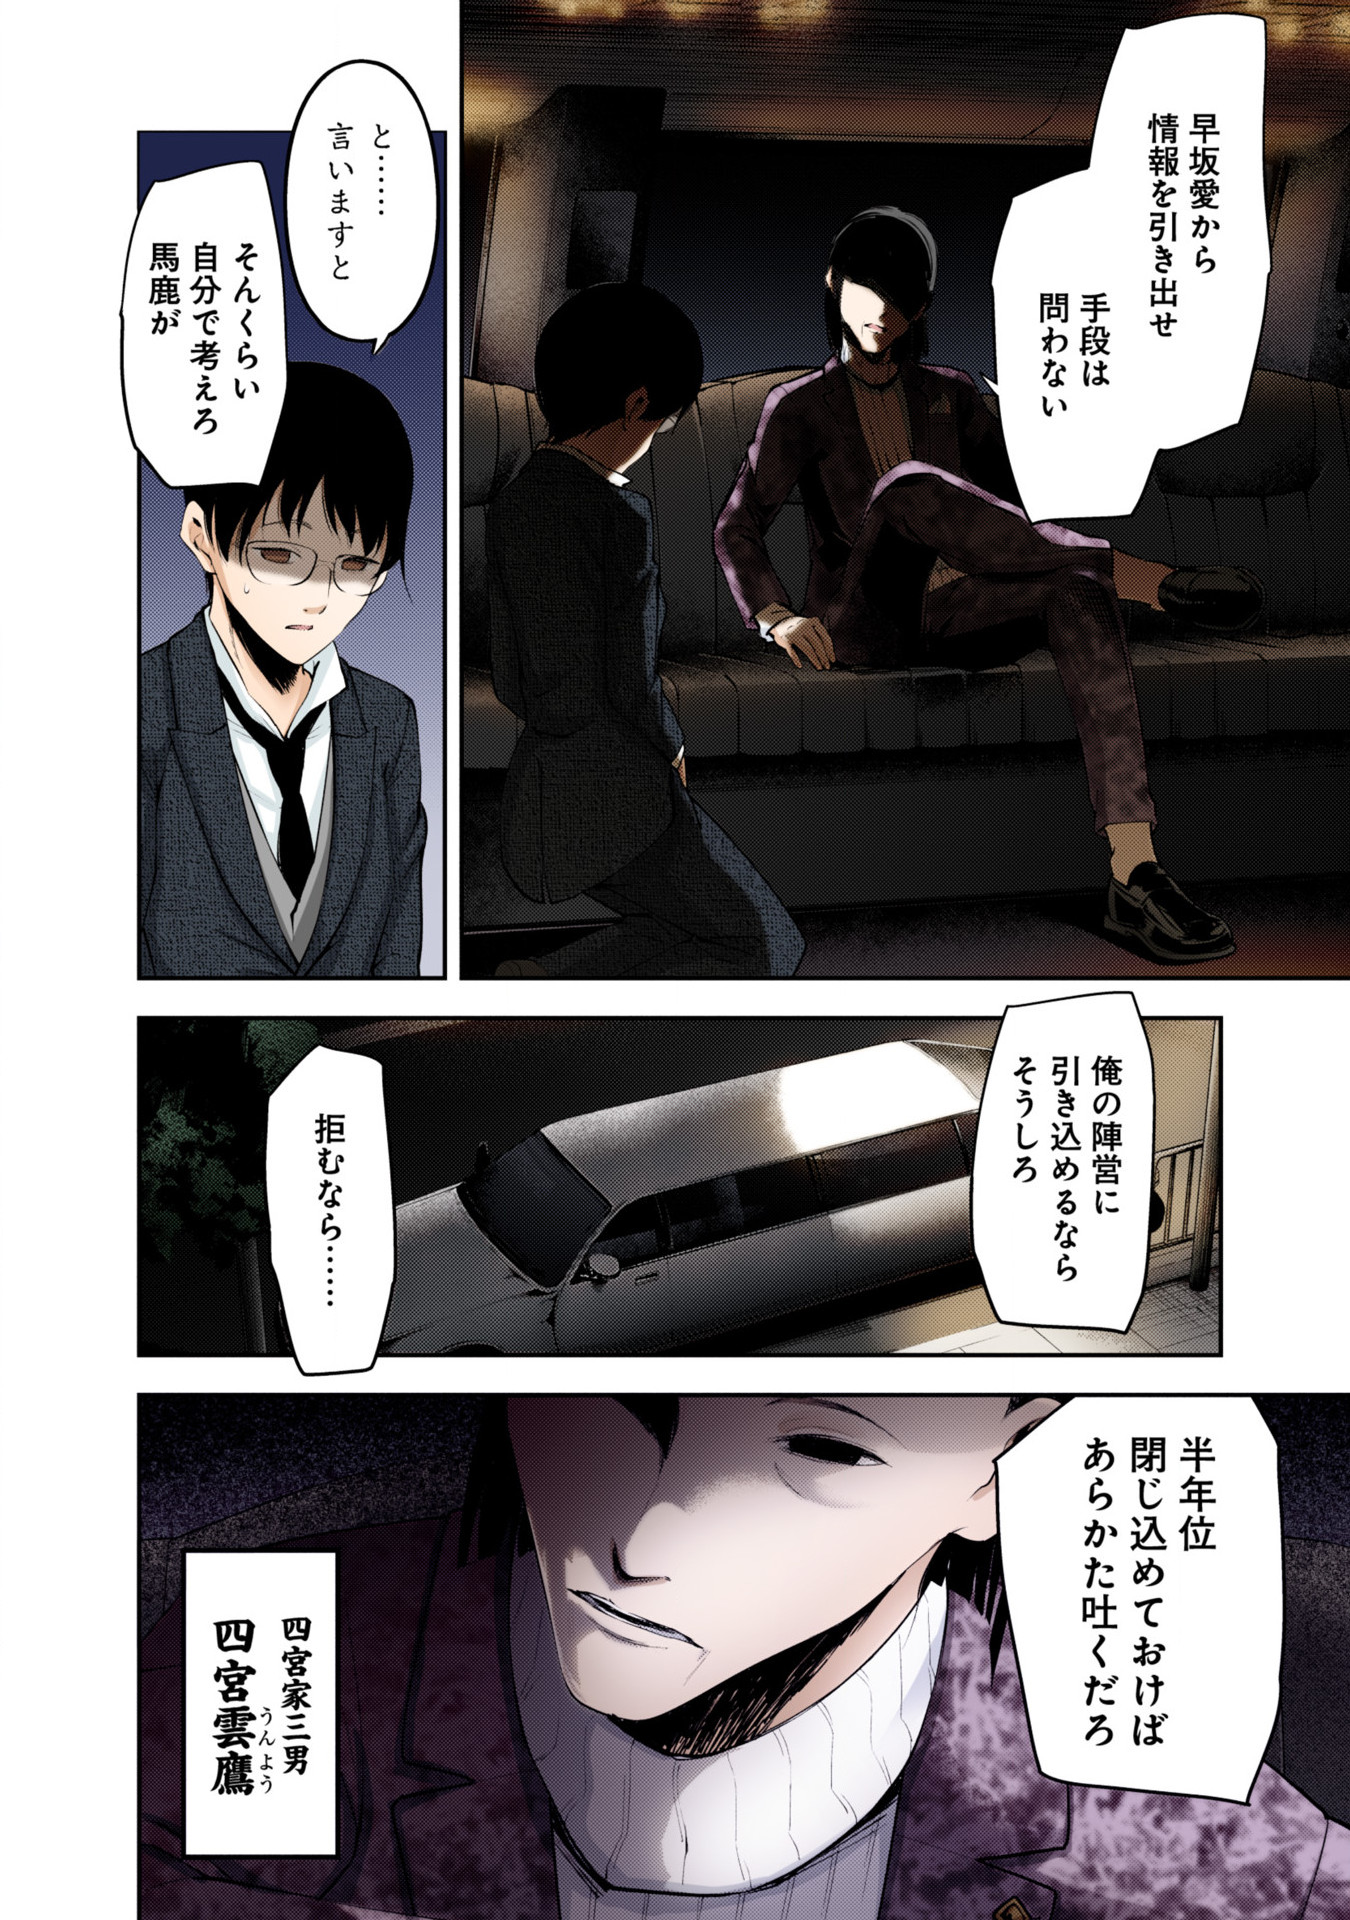 早坂愛から
情報を引き出せ
手段は
問わない
と……
言いますと
そんくらい
自分で考えろ
馬鹿が
俺の陣営に
引き込めるなら
そうしろ
拒むなら……
半年位
閉じ込めておけば
あらかた吐くだろ
四宮家三男
四宮雲鷹
うんよう